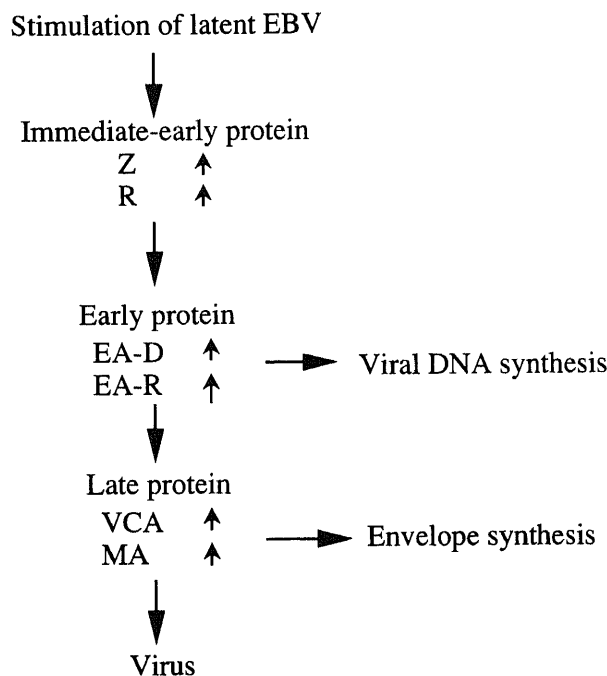 Stimulation of latent EBV
Immediate-early protein
Z
R
Early protein
EA-D
EA-R
Viral DNA synthesis
Late protein
VCA
MA
Envelope synthesis
Virus